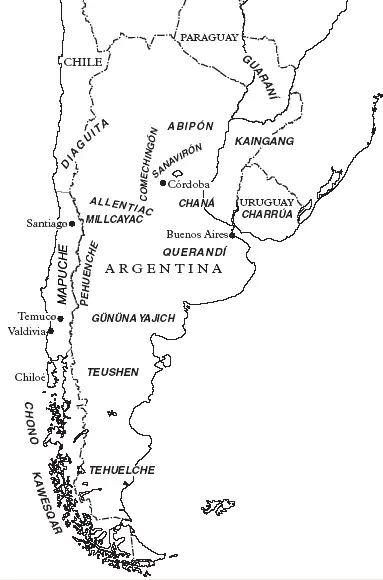 PARAGUAY
CHILE
GUARANÍ
ABIPÓN
DIAGUITA
KAINGANG
COMECHINGÓN
SANAVIRÓN
Córdoba
ALLENTIAC
CHANÁ
URUGUAY
MILLCAYAC
CHARRÚA
Santiago
Buenos Aires
QUERANDÍ
MAPUCHE
PEHUENCHE
ARGENTINA
Temuco
GÜNÜNA YAJICH
Valdivia
Chiloé
TEUSHEN
CHONO
TEHUELCHE
KAWESQAR